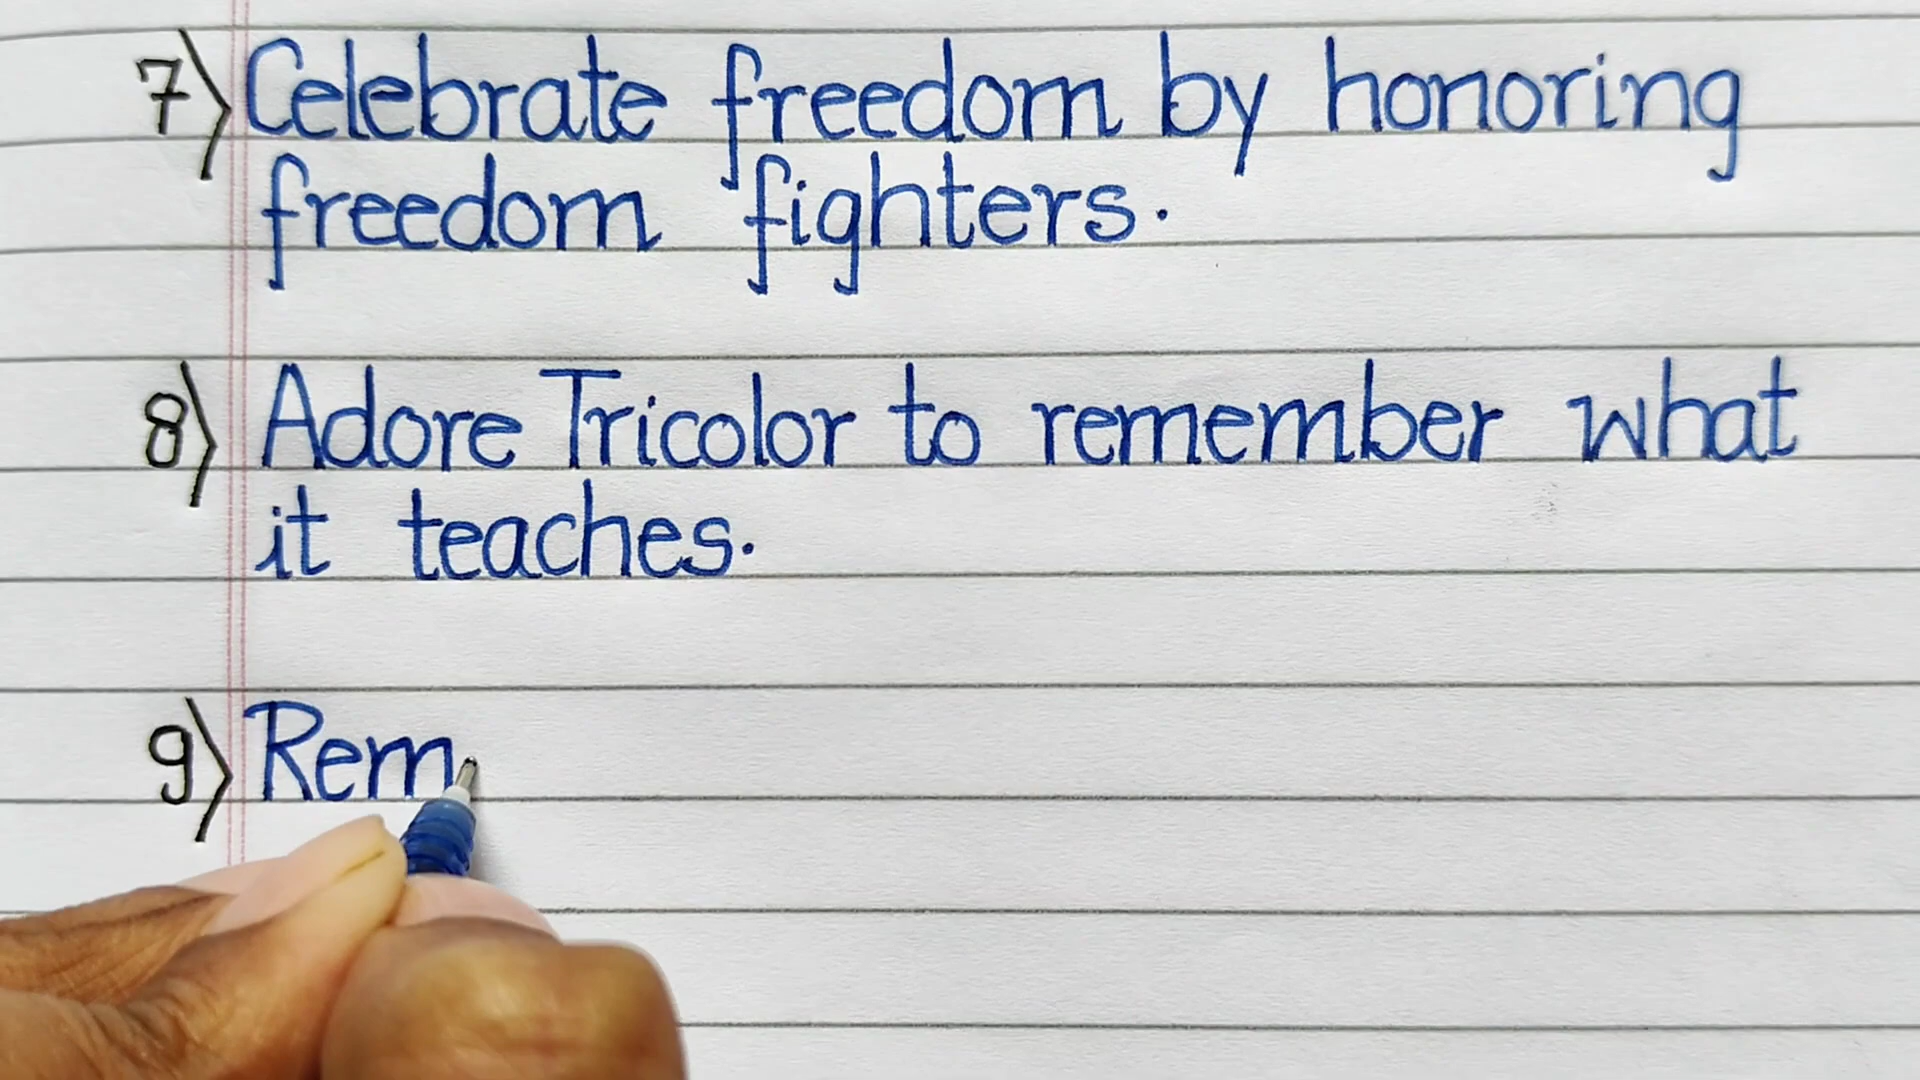 7) Celebrate freedom by honoring
freedom fighters.
8) Adore Tricolor to remember what
it teaches.
9) Rem